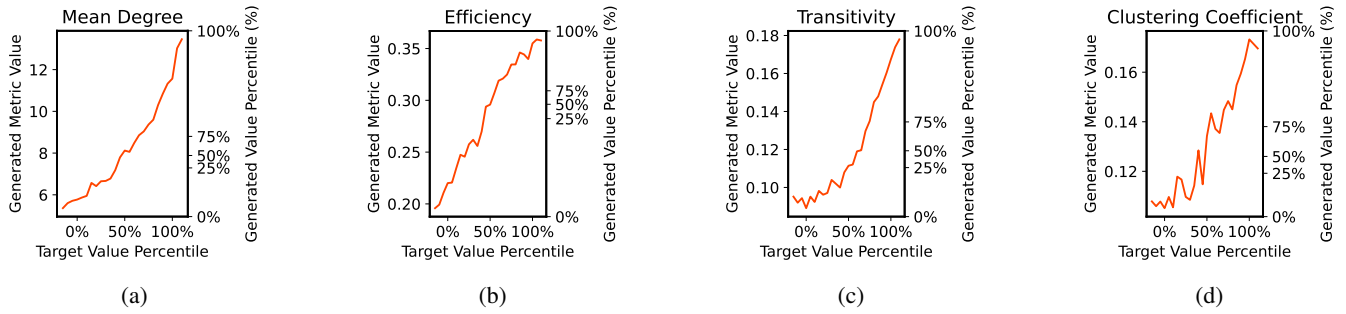 Mean Degree
Generated Metric Value
12
10
8
6
0%
50%
100%
Target Value Percentile
100%
75%
50%
25%
0%
Generated Value Percentile (%)
(a)
Efficiency
Generated Metric Value
0.35
0.30
0.25
0.20
0%
50%
100%
Target Value Percentile
100%
75%
50%
25%
0%
Generated Value Percentile (%)
(b)
Transitivity
Generated Metric Value
0.18
0.16
0.14
0.12
0.10
0%
50%
100%
Target Value Percentile
100%
75%
50%
25%
0%
Generated Value Percentile (%)
(c)
Clustering Coefficient
Generated Metric Value
0.16
0.14
0.12
0%
50%
100%
Target Value Percentile
100%
75%
50%
25%
0%
Generated Value Percentile (%)
(d)